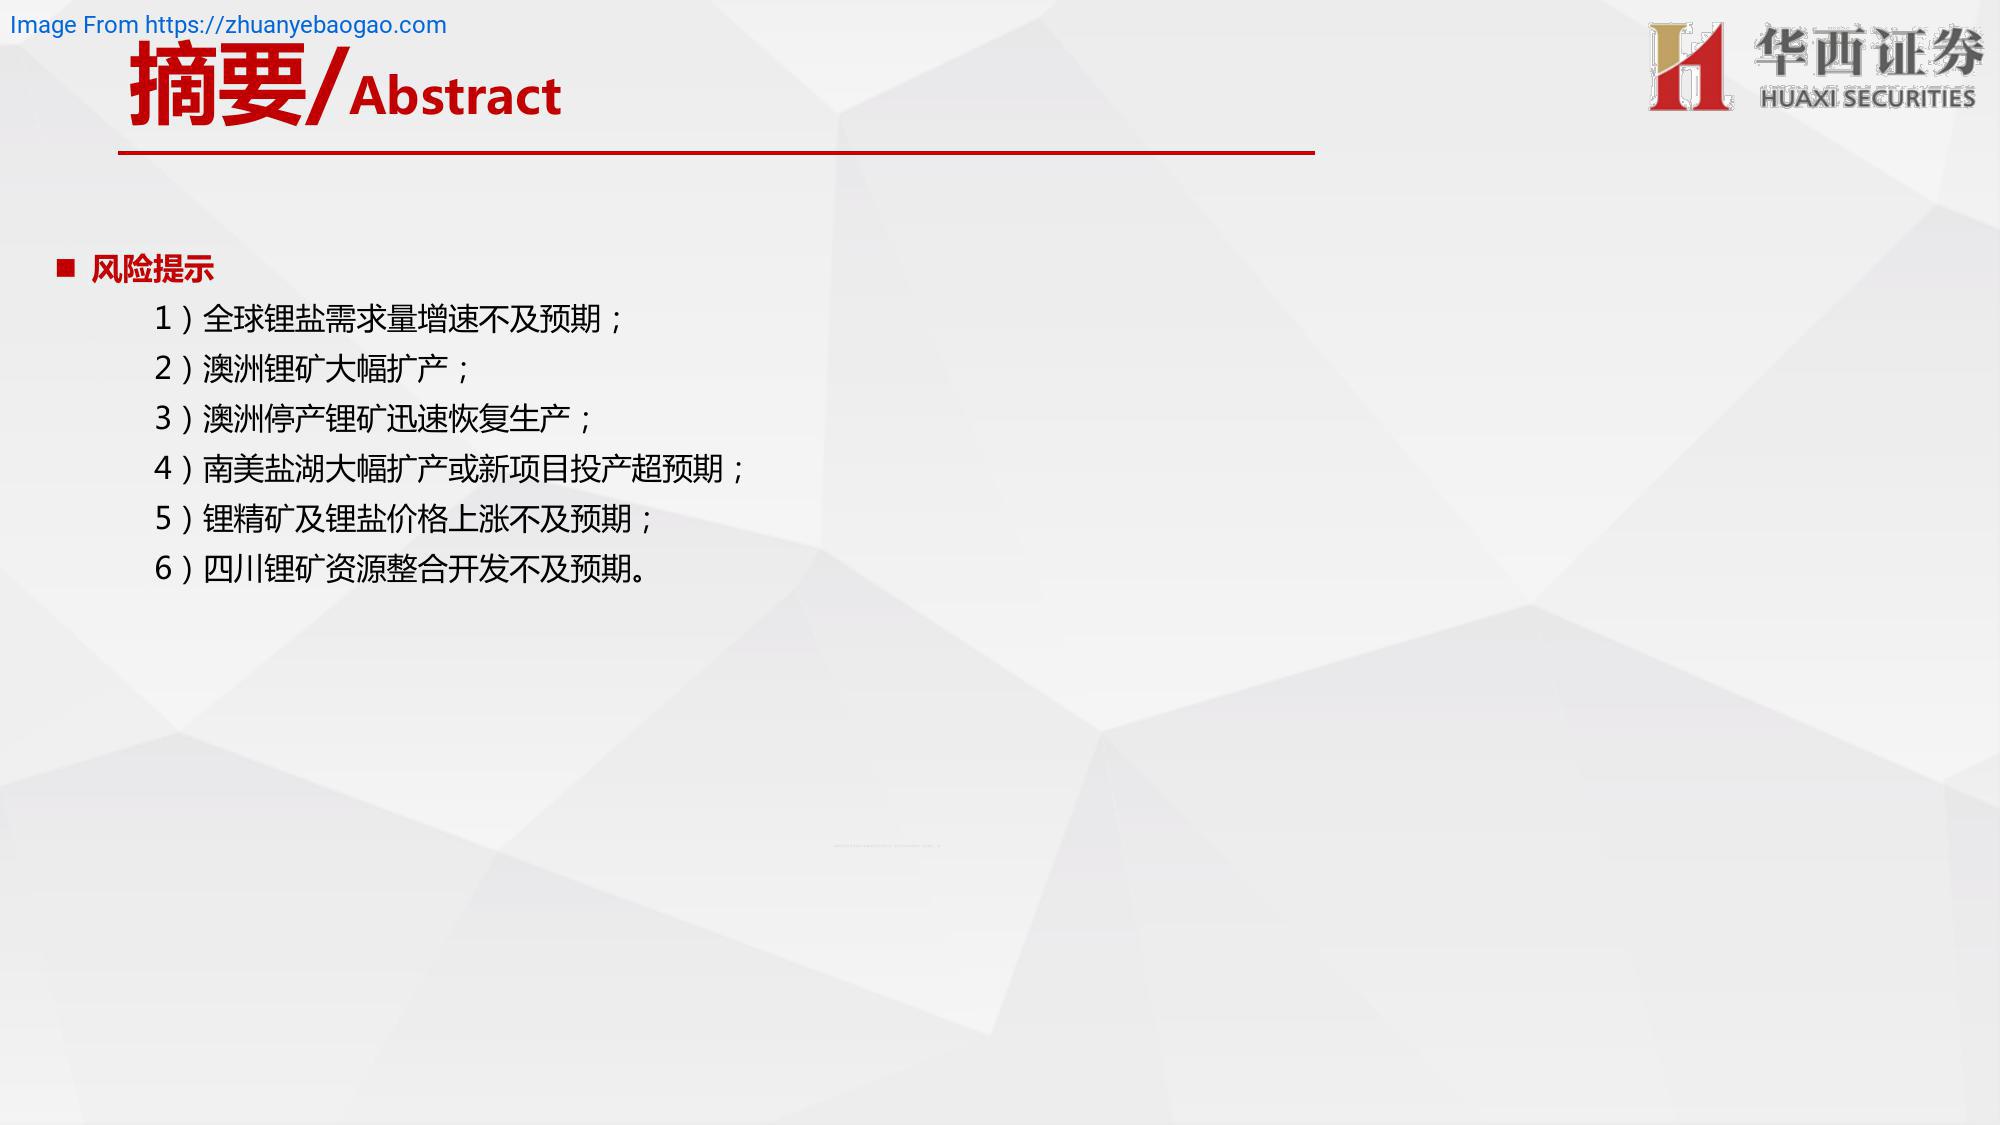 Image From https://zhuanyebaogao.com
摘要/Abstract
华西证券
HUAXI SECURITIES
■ 风险提示
1）全球锂盐需求量增速不及预期；
2）澳洲锂矿大幅扩产；
3）澳洲停产锂矿迅速恢复生产；
4）南美盐湖大幅扩产或新项目投产超预期；
5）锂精矿及锂盐价格上涨不及预期；
6）四川锂矿资源整合开发不及预期。